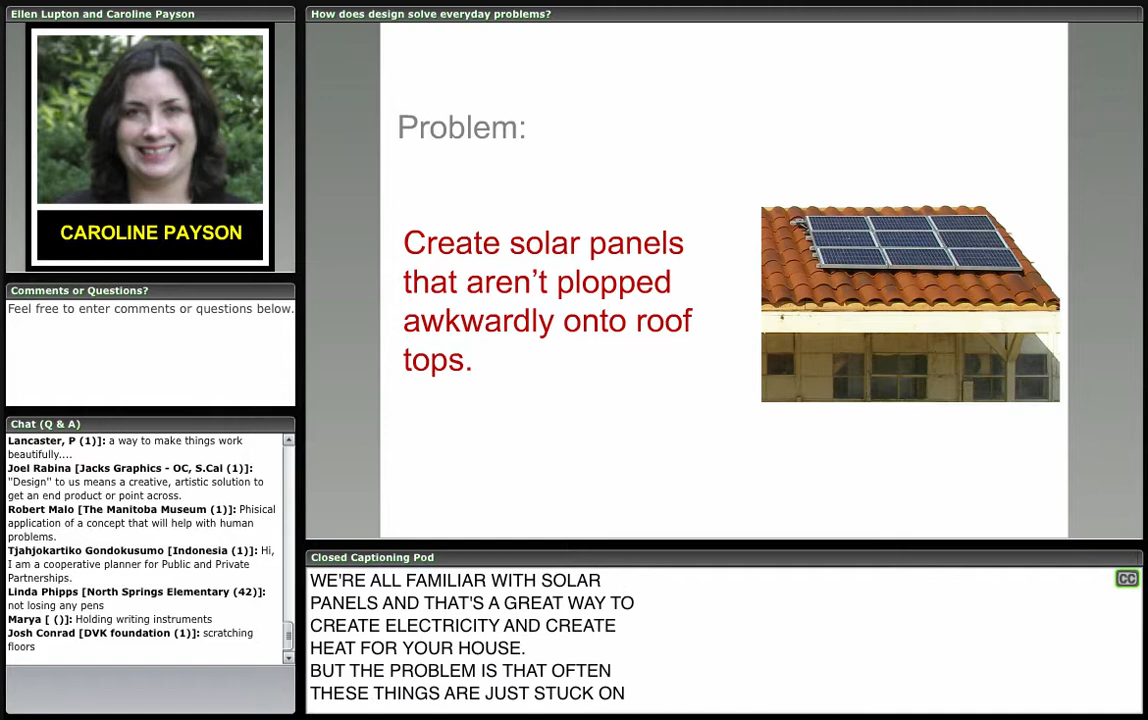 Ellen Lupton and Caroline Payson
CAROLINE PAYSON
Comments or Questions?
Feel free to enter comments or questions below.
Chat (Q & A)
Lancaster, P (1)]: a way to make things work
beautifully....
Joel Rabina [Jacks Graphics - OC, S.Cal (1)]:
"Design" to us means a creative, artistic solution to
get an end product or point across.
Robert Malo [The Manitoba Museum (1)]: Phisical
application of a concept that will help with human
problems.
Tjahjokartiko Gondokusumo [Indonesia (1)]: Hi,
I am a cooperative planner for Public and Private
Partnerships.
Linda Phipps [North Springs Elementary (42)]:
not losing any pens
Marya [ ()]: Holding writing instruments
Josh Conrad [DVK foundation (1)]: scratching
floors
How does design solve everyday problems?
Problem:
Create solar panels
that aren't plopped
awkwardly onto roof
tops.
Closed Captioning Pod
CC
WE'RE ALL FAMILIAR WITH SOLAR
PANELS AND THAT'S A GREAT WAY TO
CREATE ELECTRICITY AND CREATE
HEAT FOR YOUR HOUSE.
BUT THE PROBLEM IS THAT OFTEN
THESE THINGS ARE JUST STUCK ON